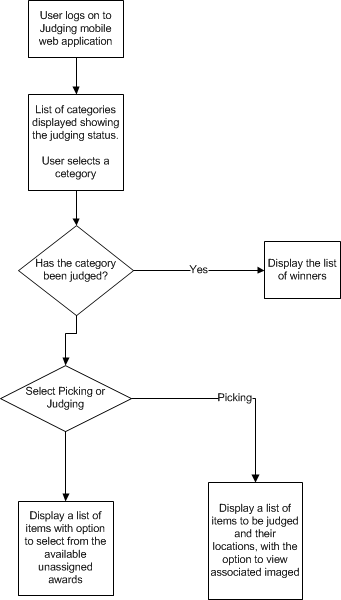 User logs on to
Judging mobile
web application
List of categories
displayed showing
the judging status.
User selects a
cetegory
Has the category
been judged?
Yes
Display the list
of winners
Select Picking or
Judging
Picking
Display a list of
items with option
to select from the
available
unassigned
awards
Display a list of
items to be judged
and their
locations, with the
option to view
associated imaged